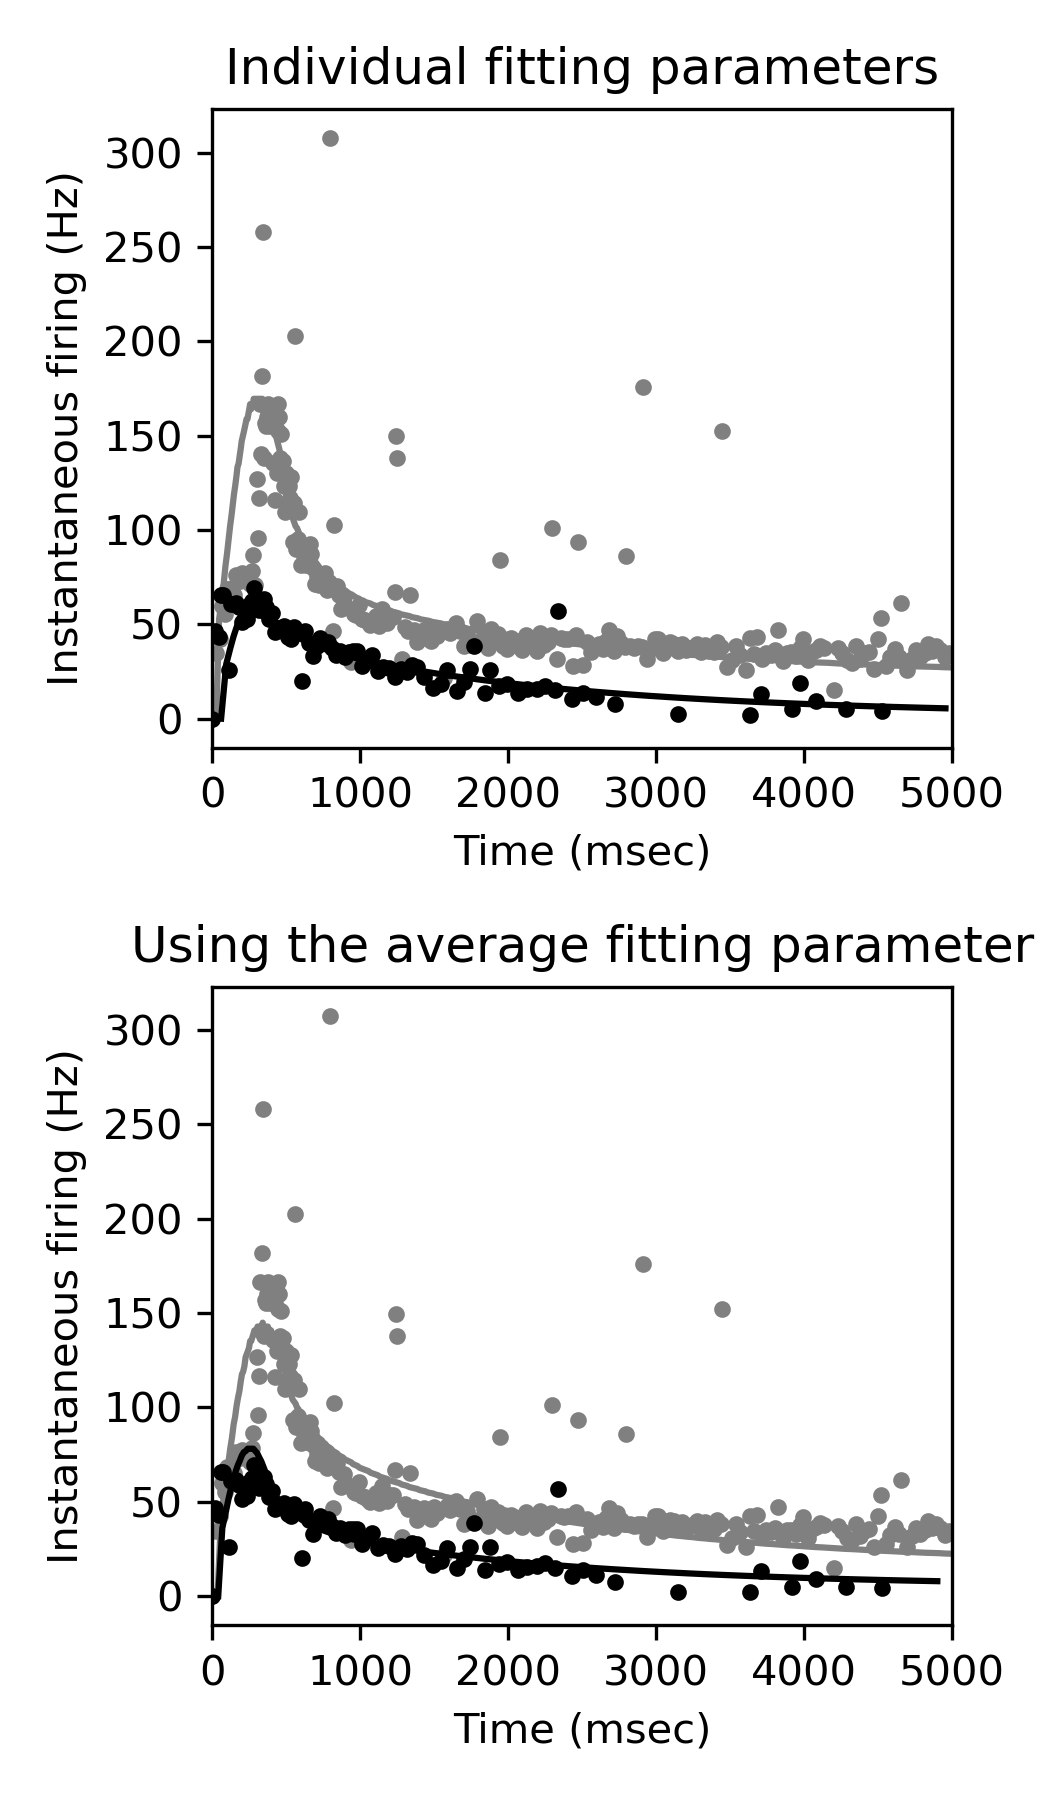 Individual fitting parameters
300
250
200
150
100
50
0
Instantaneous firing (Hz)
0 1000 2000 3000 4000 5000
Time (msec)
Using the average fitting parameter
300
250
200
150
100
50
0
Instantaneous firing (Hz)
0 1000 2000 3000 4000 5000
Time (msec)